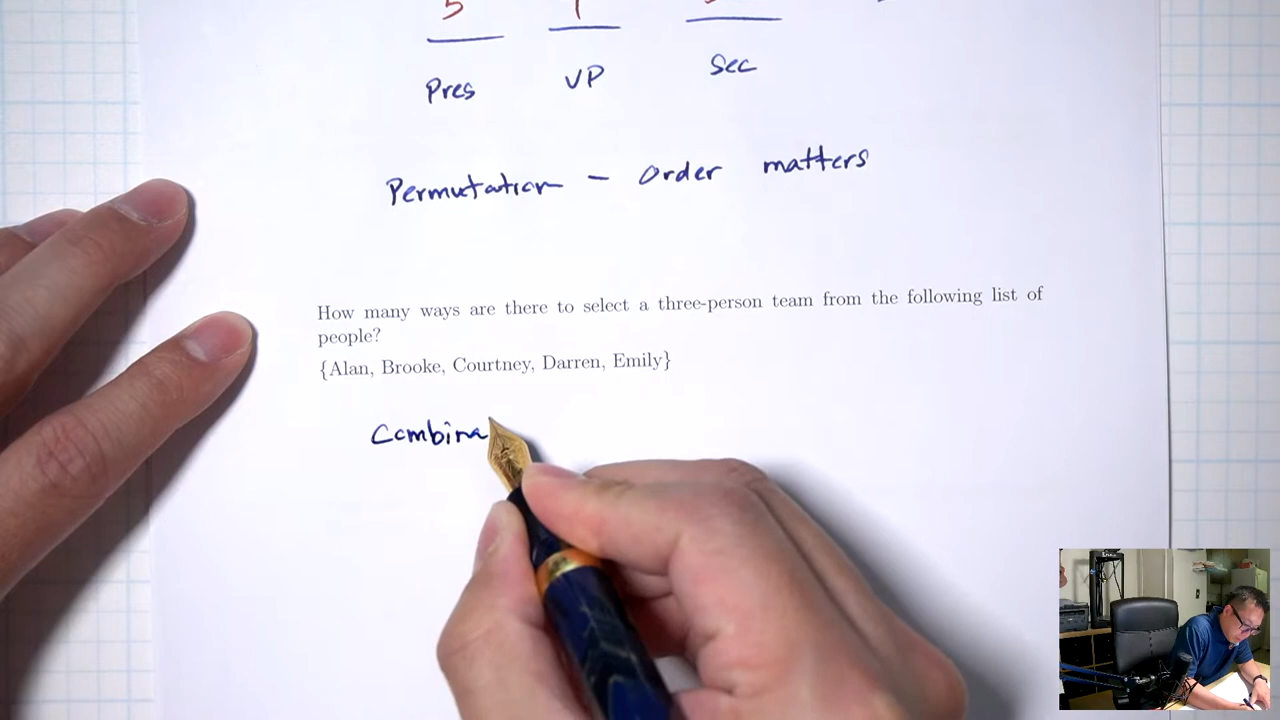 5
Pres VP Sec
Permutation – Order matters
How many ways are there to select a three-person team from the following list of
people?
{Alan, Brooke, Courtney, Darren, Emily}
Combina